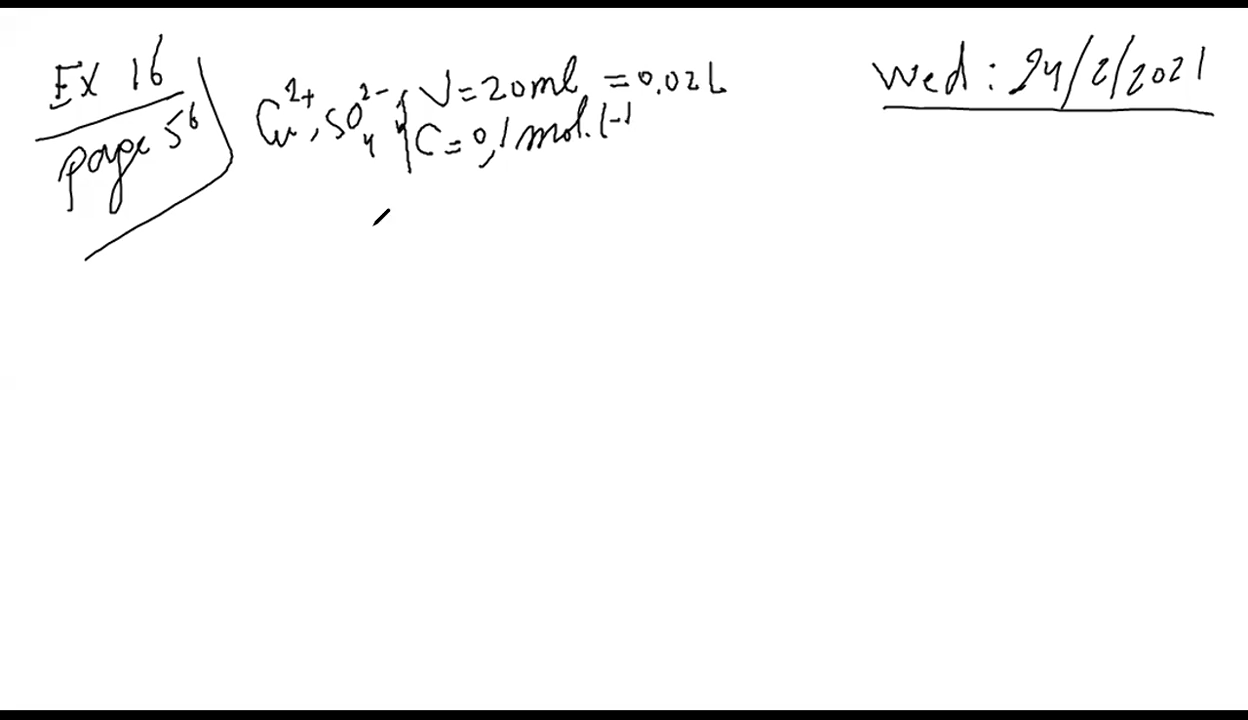 Ex 16
page 56
Cu²⁺, SO₄²⁻ { V = 20 ml = 0.02 L
C = 0,1 mol. l⁻¹
Wed : 24/2/2021